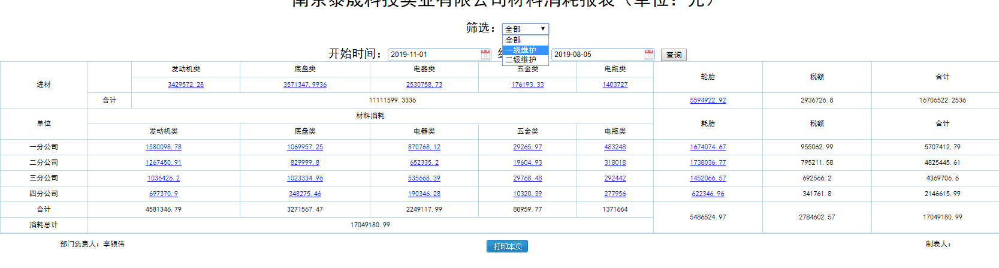 南京泰晟科技实业有限公司材料消耗报表（单位：元）
筛选： 全部
全部
一级维护
二级维护
开始时间： 2019-11-01 2019-08-05 查询
进材 发动机类 底盘类 电器类 五金类 电瓶类 轮胎 税额 合计
3429572.28 3571347.9936 2530758.73 176193.33 1403727
合计 11111599.3336 5594922.92 2936726.8 16706522.2536
单位 材料消耗 耗胎 税额 合计
发动机类 底盘类 电器类 五金类 电瓶类
一分公司 1580098.78 1069957.25 870768.12 29265.97 483248 1674074.67 955062.99 5707412.79
二分公司 1267450.91 829999.8 652335.2 19604.93 318018 1738036.77 795211.58 4825445.61
三分公司 1036426.2 1023334.96 535668.39 29768.48 292442 1452066.57 692566.2 4369706.6
四分公司 697370.9 348275.46 190346.28 10320.39 277956 622346.96 341761.8 2146615.99
合计 4581346.79 3271567.47 2249117.99 88959.77 1371664 5486524.97 2784602.57 17049180.99
消耗总计 17049180.99
部门负责人：李银伟 打印本页 制表人：